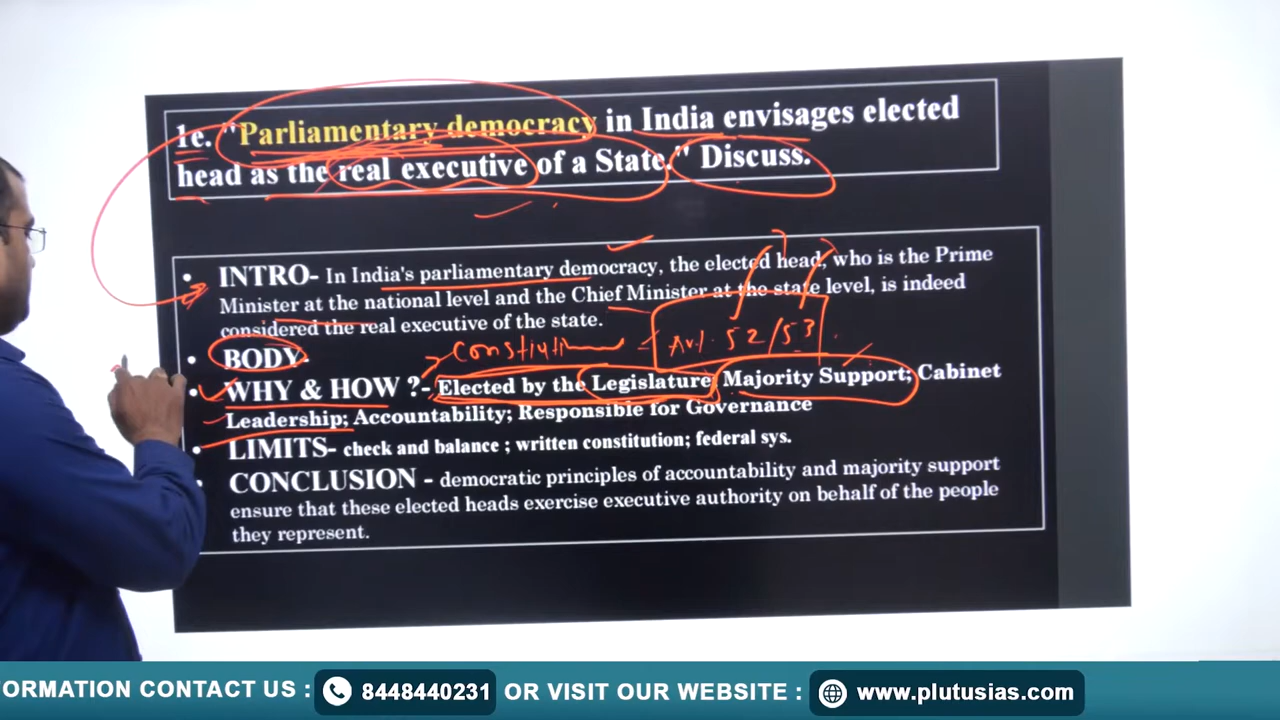 1e. "Parliamentary democracy in India envisages elected
head as the real executive of a State." Discuss.
• INTRO- In India's parliamentary democracy, the elected head, who is the Prime
Minister at the national level and the Chief Minister at the state level, is indeed
considered the real executive of the state.
Art. 52/53
• BODY-
• WHY & HOW ?- Elected by the Legislature; Majority Support; Cabinet
Leadership; Accountability; Responsible for Governance
• LIMITS- check and balance ; written constitution; federal sys.
• CONCLUSION - democratic principles of accountability and majority support
ensure that these elected heads exercise executive authority on behalf of the people
they represent.
FORMATION CONTACT US : 8448440231 OR VISIT OUR WEBSITE : www.plutusias.com